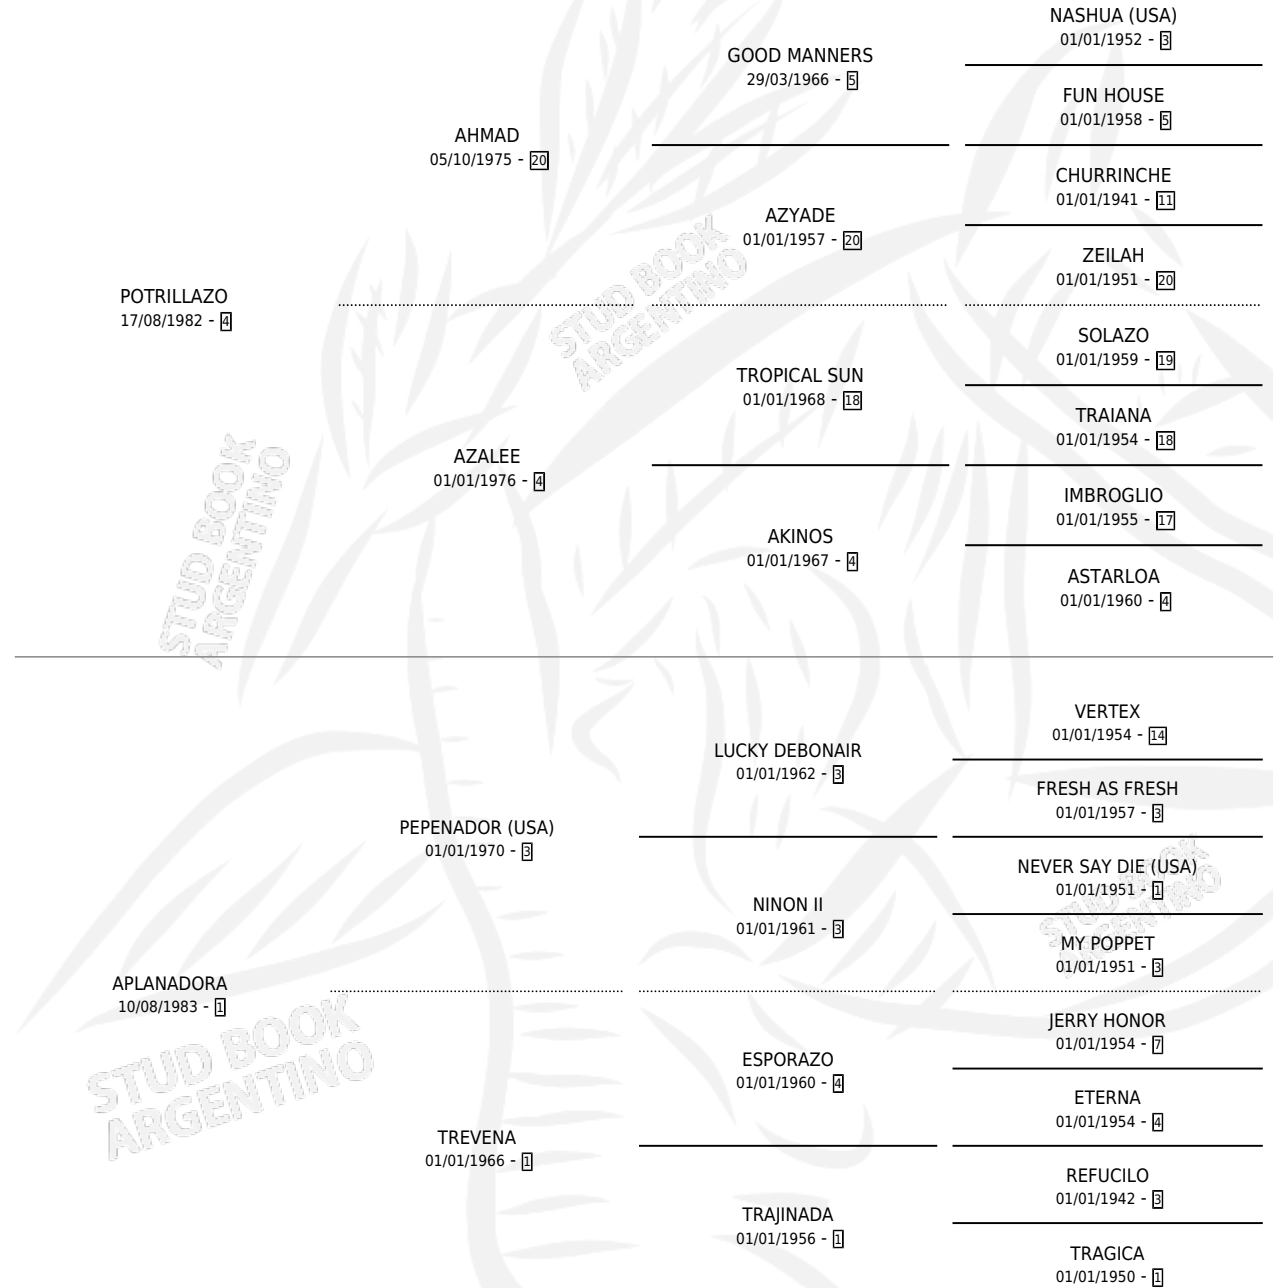 NASHUA (USA)
01/01/1952 - 3
GOOD MANNERS
29/03/1966 - 5
FUN HOUSE
01/01/1958 - 5
AHMAD
05/10/1975 - 20
CHURRINCHE
01/01/1941 - 11
AZYADE
01/01/1957 - 20
ZEILAH
01/01/1951 - 20
POTRILLAZO
17/08/1982 - 4
SOLAZO
01/01/1959 - 19
TROPICAL SUN
01/01/1968 - 18
TRAIANA
01/01/1954 - 18
AZALEE
01/01/1976 - 4
IMBROGLIO
01/01/1955 - 17
AKINOS
01/01/1967 - 4
ASTARLOA
01/01/1960 - 4
STUD BOOK
ARGENTINO
STUD BOOK
ARGENTINO
VERTEX
01/01/1954 - 14
LUCKY DEBONAIR
01/01/1962 - 3
FRESH AS FRESH
01/01/1957 - 3
PEPENADOR (USA)
01/01/1970 - 3
NEVER SAY DIE (USA)
01/01/1951 - 1
NINON II
01/01/1961 - 3
MY POPPET
01/01/1951 - 3
APLANADORA
10/08/1983 - 1
JERRY HONOR
01/01/1954 - 7
ESPORAZO
01/01/1960 - 4
ETERNA
01/01/1954 - 4
TREVENA
01/01/1966 - 1
REFUCILO
01/01/1942 - 3
TRAJINADA
01/01/1956 - 1
TRAGICA
01/01/1950 - 1
STUD BOOK
ARGENTINO
STUD BOOK
ARGENTINO